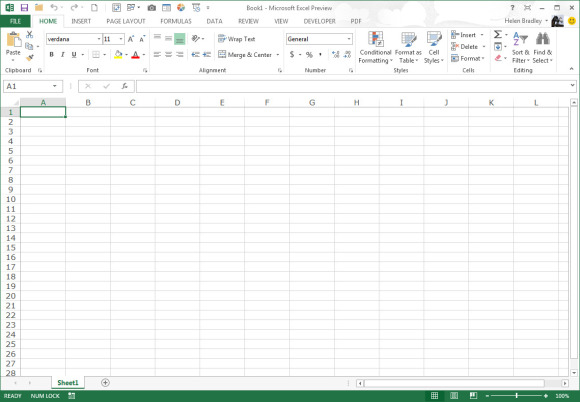 Book1 - Microsoft Excel Preview
FILE HOME INSERT PAGE LAYOUT FORMULAS DATA REVIEW VIEW DEVELOPER PDF Helen Bradley
Paste
verdana 11
Wrap Text
Merge & Center
General
Conditional Formatting
Format as Table
Cell Styles
Insert
Delete
Format
Sort & Filter
Find & Select
Clipboard Font Alignment Number Styles Cells Editing
A1 fx
A B C D E F G H I J K L
1
2
3
4
5
6
7
8
9
10
11
12
13
14
15
16
17
18
19
20
21
22
23
24
25
26
27
28
Sheet1
READY NUM LOCK 100%